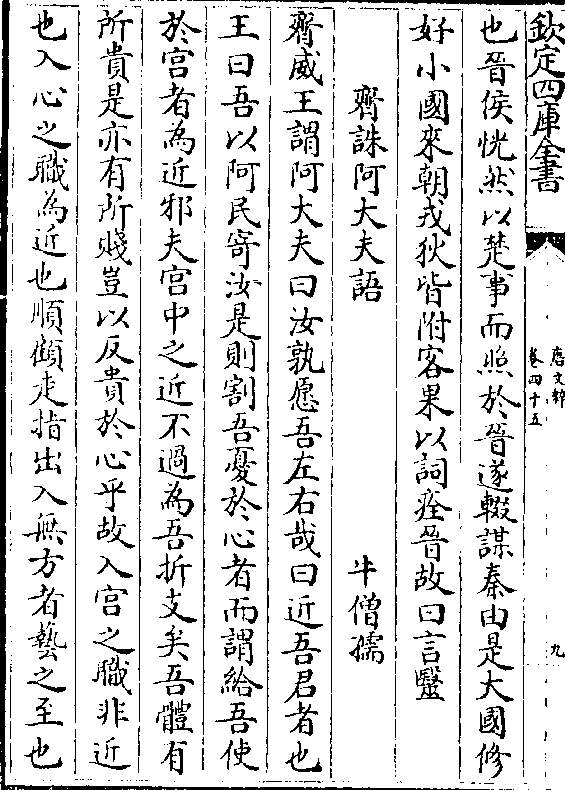 欽定四庫全書
唐文粹
卷四十五
九
也晉侯恍然以楚事而照於晉遂輟謀秦由是大國修
好小國來朝戎狄皆附客果以詞痊晉故曰言毉
齊誅阿大夫語
牛僧孺
齊威王謂阿大夫曰汝孰愿吾左右哉曰近吾君者也
王曰吾以阿民寄汝是則割吾憂於心者而謂給吾使
於宫者為近邪夫宫中之近不過為吾折支矣吾體有
所貴是亦有所賤豈以反貴於心乎故入宫之職非近
也入心之職為近也順顧走指出入無方者藝之至也